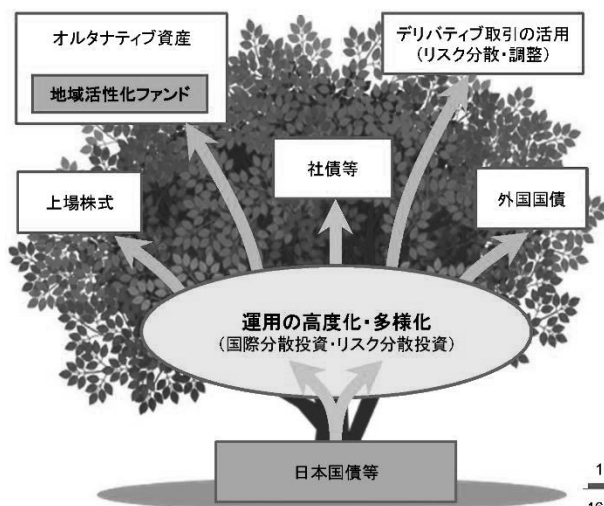 オルタナティブ資産
地域活性化ファンド
デリバティブ取引の活用
(リスク分散・調整)
社債等
上場株式
外国国債
運用の高度化・多様化
(国際分散投資・リスク分散投資)
日本国債等
1